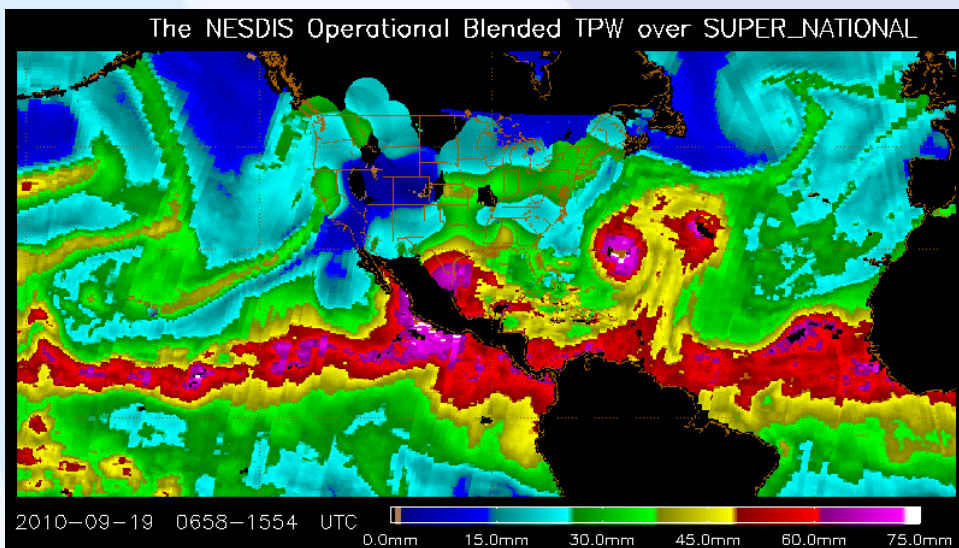 The NESDIS Operational Blended TPW over SUPER_NATIONAL
2010-09-19 0658-1554 UTC
0.0mm 15.0mm 30.0mm 45.0mm 60.0mm 75.0mm